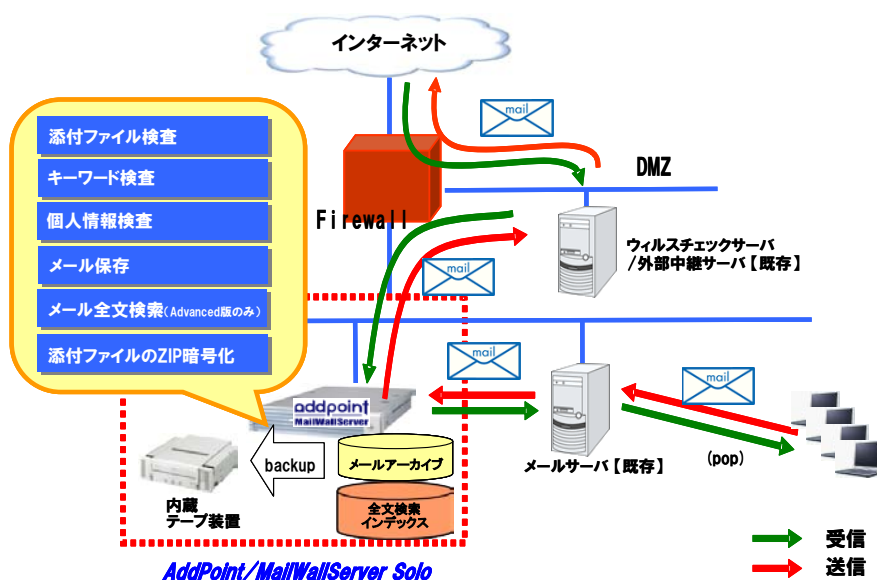 インターネット
mail
添付ファイル検査
キーワード検査
個人情報検査
メール保存
メール全文検索(Advanced版のみ)
添付ファイルのZIP暗号化
DMZ
Firewall
ウィルスチェックサーバ
/外部中継サーバ【既存】
mail
mail
mail
addpoint
MailWallServer
backup
メールアーカイブ
全文検索
インデックス
内蔵
テープ装置
メールサーバ【既存】
(pop)
受信
送信
AddPoint/MailWallServer Solo